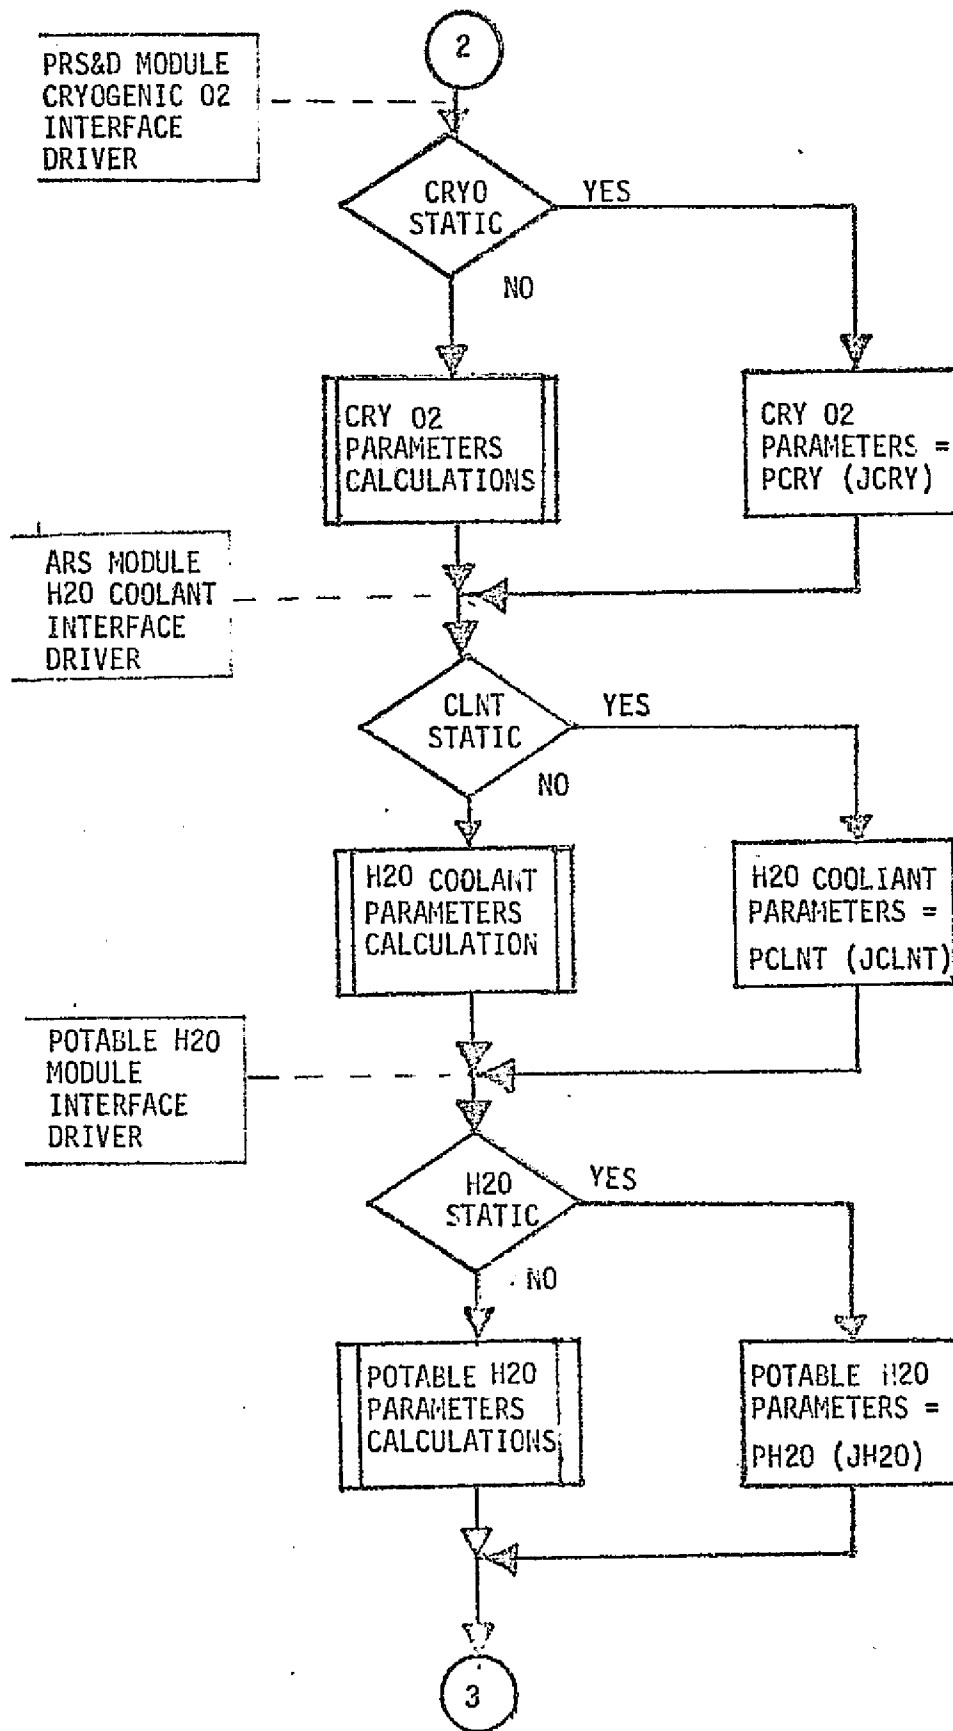 2
PRS&D MODULE
CRYOGENIC O2
INTERFACE
DRIVER
CRYO
STATIC
YES
NO
CRY O2
PARAMETERS
CALCULATIONS
CRY O2
PARAMETERS =
PCRY (JCRY)
ARS MODULE
H2O COOLANT
INTERFACE
DRIVER
CLNT
STATIC
YES
NO
H2O COOLANT
PARAMETERS
CALCULATION
H2O COOLIANT
PARAMETERS =
PCLNT (JCLNT)
POTABLE H2O
MODULE
INTERFACE
DRIVER
H2O
STATIC
YES
NO
POTABLE H2O
PARAMETERS
CALCULATIONS
POTABLE H2O
PARAMETERS =
PH2O (JH2O)
3